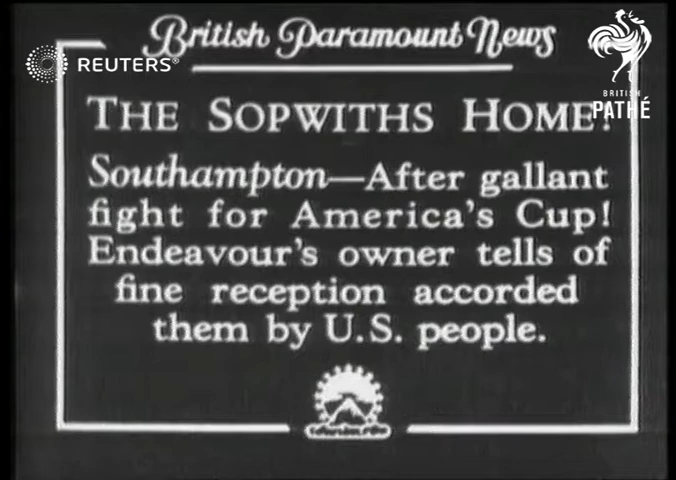 British Paramount News
REUTERS
BRITISH
PATHÉ
THE SOPWITHS HOME!
Southampton—After gallant
fight for America's Cup!
Endeavour's owner tells of
fine reception accorded
them by U.S. people.